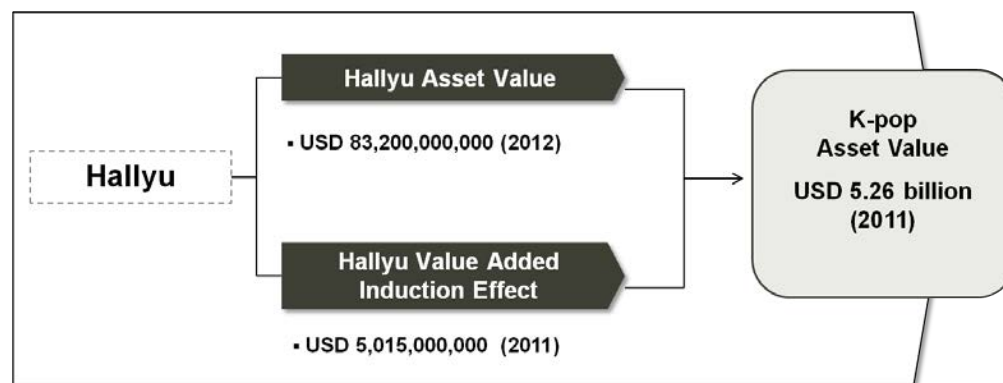 Hallyu
Hallyu Asset Value
▪ USD 83,200,000,000 (2012)
Hallyu Value Added
Induction Effect
▪ USD 5,015,000,000 (2011)
K-pop
Asset Value
USD 5.26 billion
(2011)